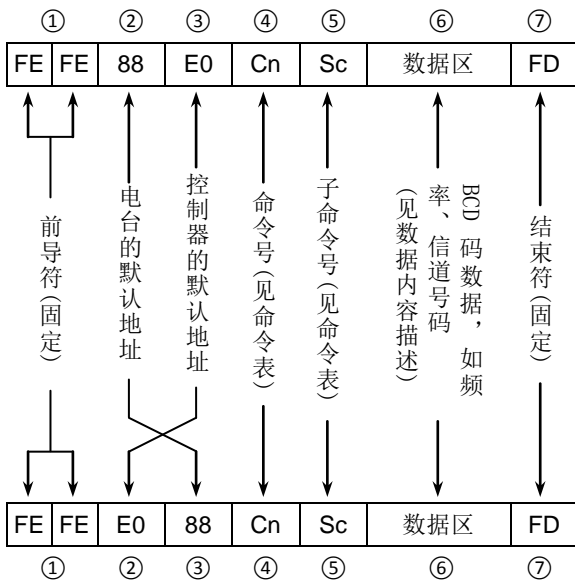 ① ② ③ ④ ⑤ ⑥ ⑦
FE FE 88 E0 Cn Sc 数据区 FD
前导符(固定)
电台的默认地址
控制器的默认地址
命令号(见命令表)
子命令号(见命令表)
BCD 码数据，如频
率、信道号码
(见数据内容描述)
结束符(固定)
FE FE E0 88 Cn Sc 数据区 FD
① ② ③ ④ ⑤ ⑥ ⑦